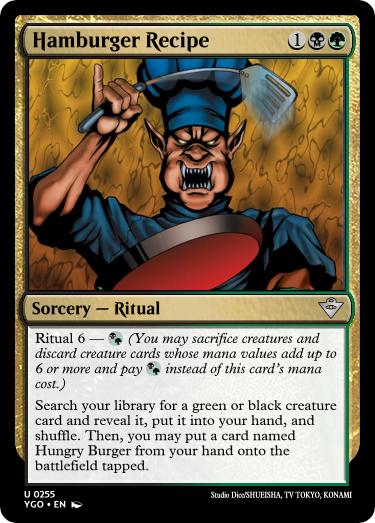 Hamburger Recipe 1
Sorcery — Ritual
Ritual 6 — (You may sacrifice creatures and
discard creature cards whose mana values add up to
6 or more and pay instead of this card's mana
cost.)
Search your library for a green or black creature
card and reveal it, put it into your hand, and
shuffle. Then, you may put a card named
Hungry Burger from your hand onto the
battlefield tapped.
U 0255
YGO • EN Studio Dice/SHUEISHA, TV TOKYO, KONAMI